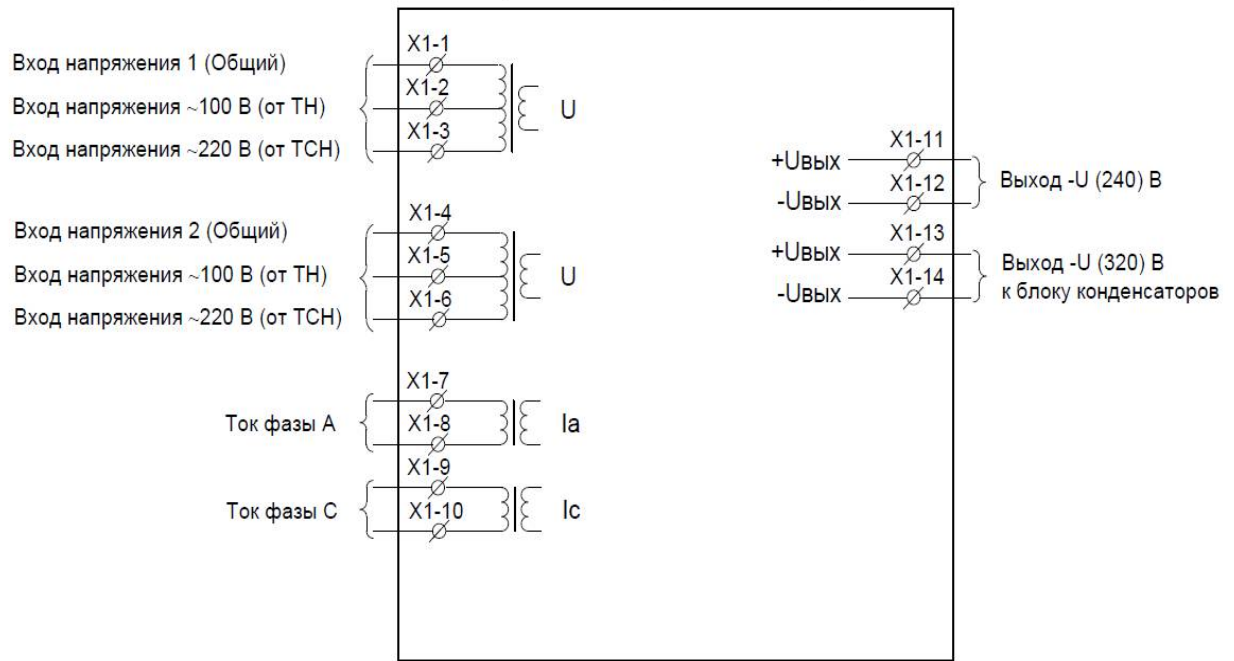 X1-1
Вход напряжения 1 (Общий)
X1-2
Вход напряжения ~100 В (от ТН)
U
X1-3
Вход напряжения ~220 В (от ТСН)
X1-4
Вход напряжения 2 (Общий)
X1-5
Вход напряжения ~100 В (от ТН)
U
X1-6
Вход напряжения ~220 В (от ТСН)
X1-7
Ток фазы А
X1-8
Ia
X1-9
Ток фазы С
X1-10
Ic
X1-11
+Uвых
X1-12
-Uвых
Выход -U (240) В
X1-13
+Uвых
X1-14
-Uвых
Выход -U (320) В
к блоку конденсаторов